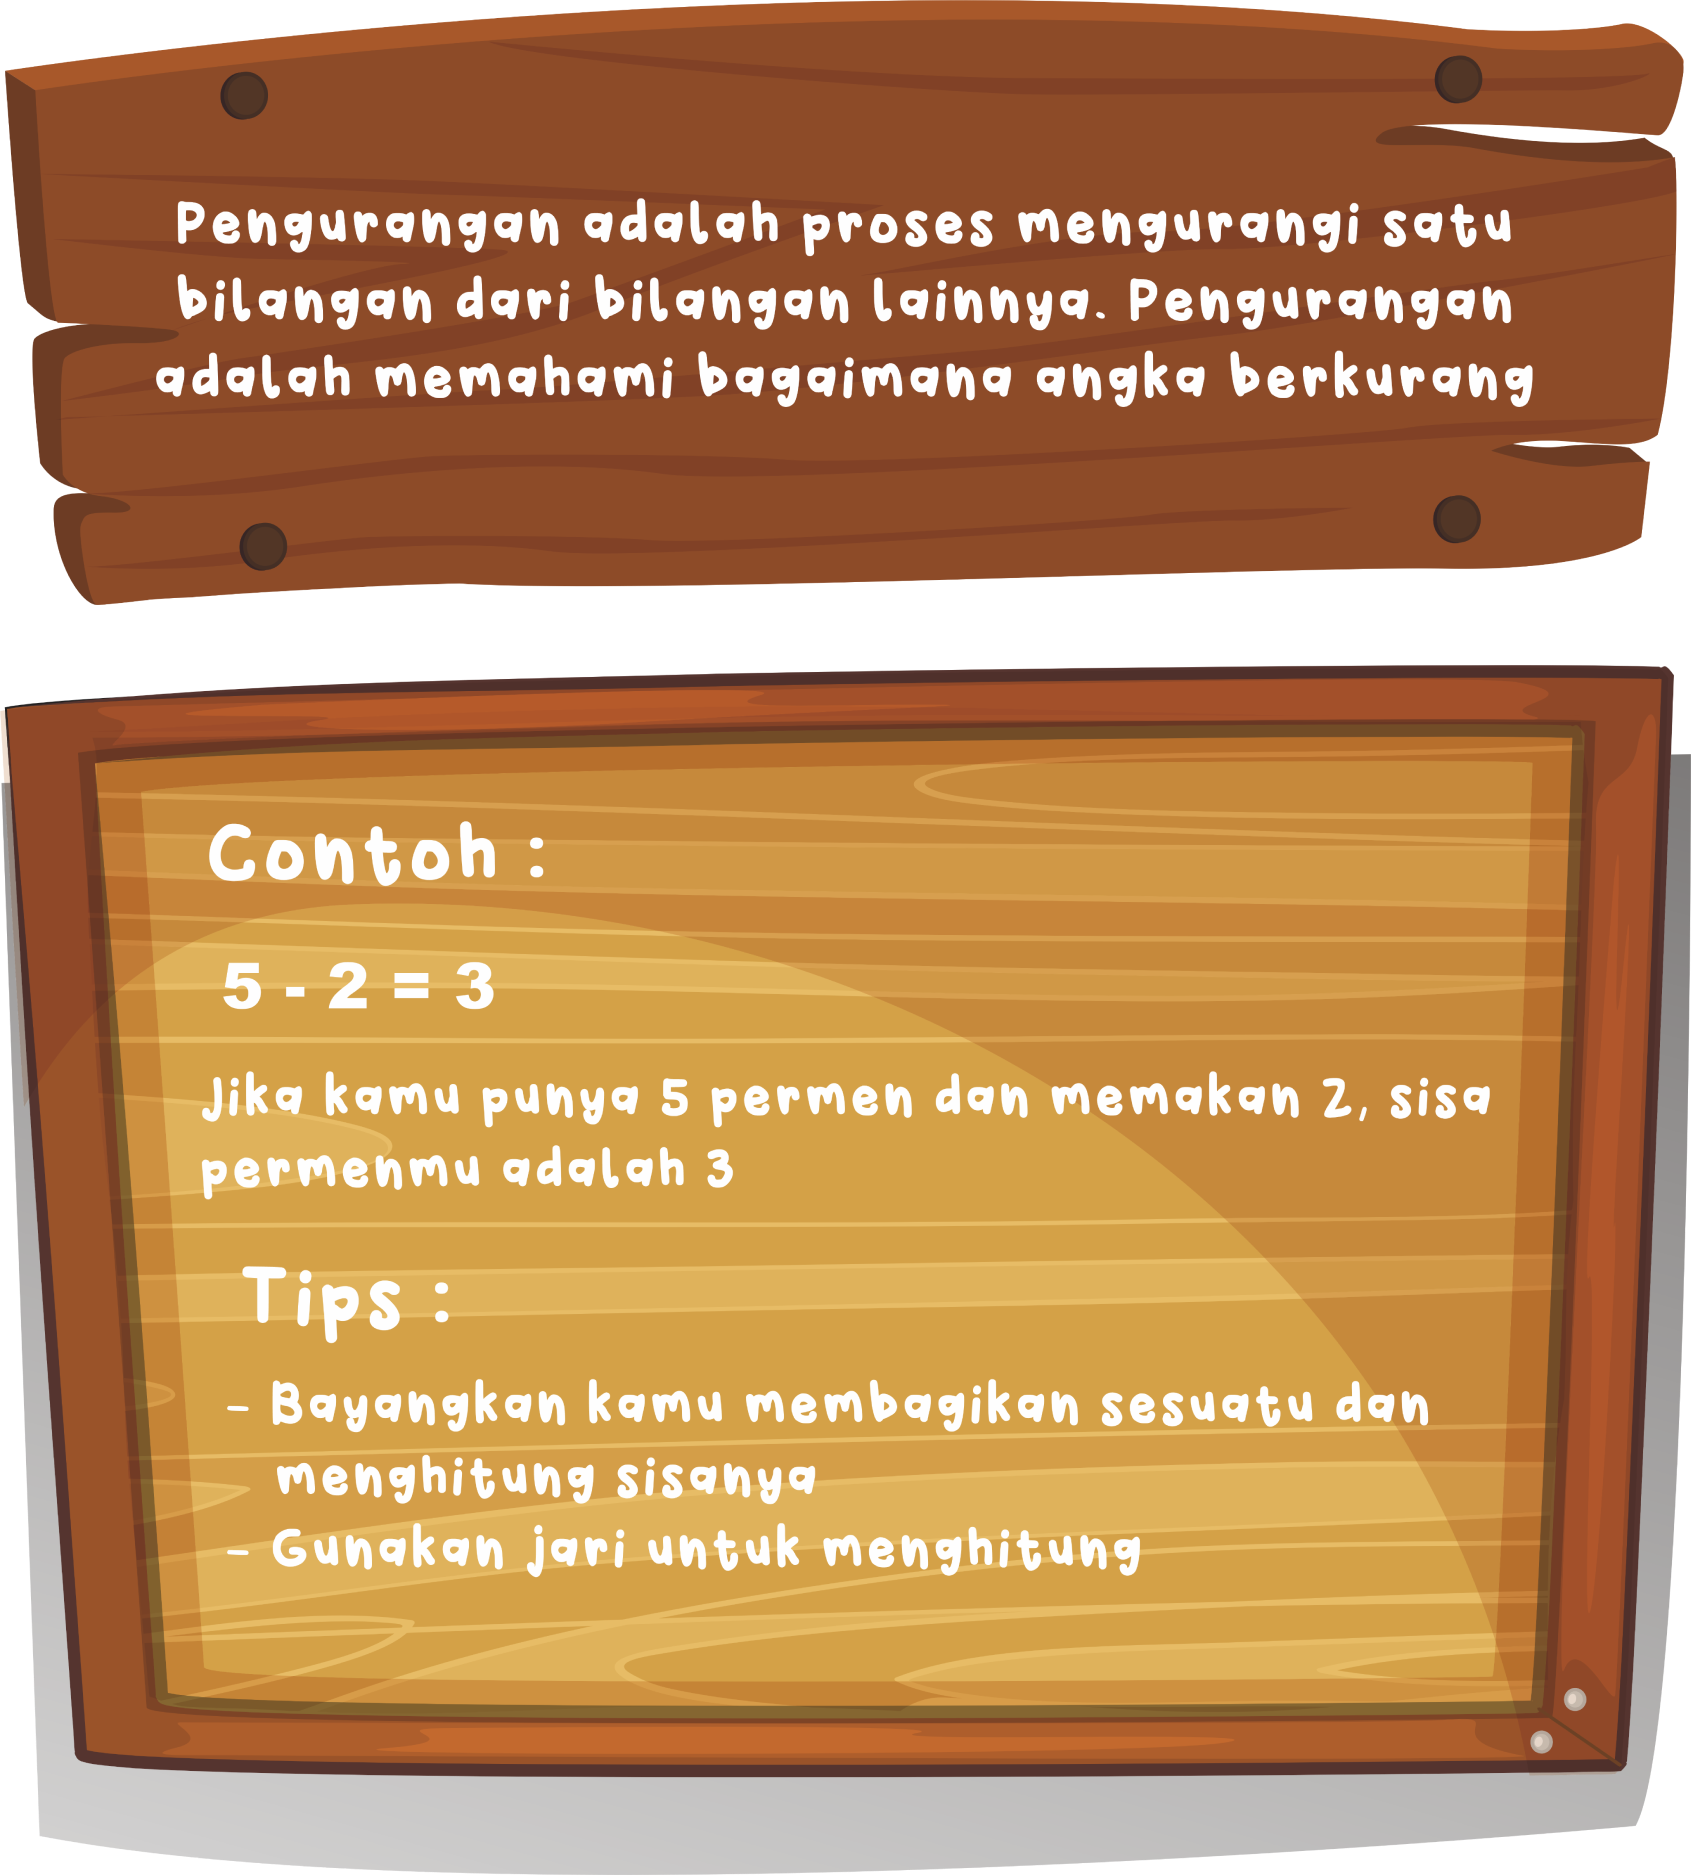 Pengurangan adalah proses mengurangi satu
bilangan dari bilangan lainnya. Pengurangan
adalah memahami bagaimana angka berkurang
Contoh :
5 - 2 = 3
Jika kamu punya 5 permen dan memakan 2, sisa
permenmu adalah 3
Tips :
- Bayangkan kamu membagikan sesuatu dan
menghitung sisanya
- Gunakan jari untuk menghitung